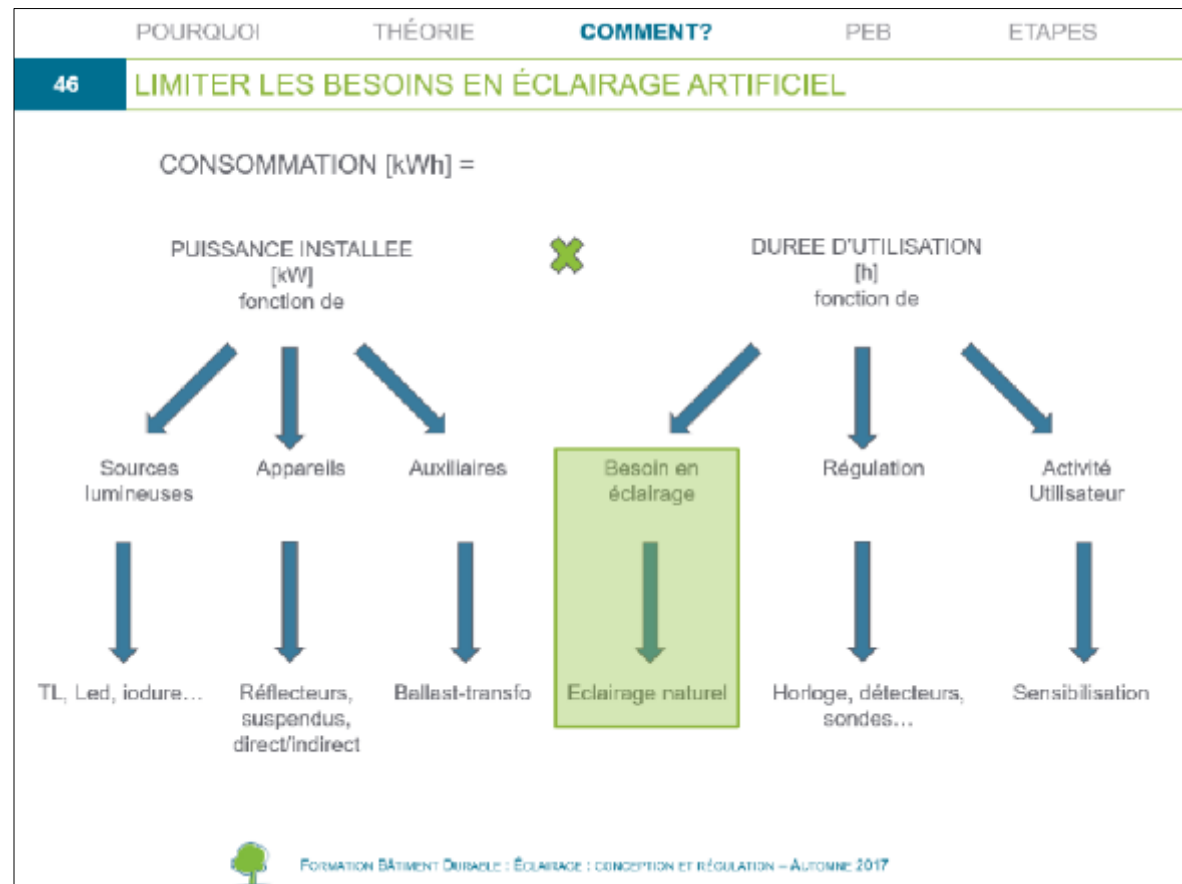 POURQUOI THÉORIE COMMENT? PEB ETAPES
46 LIMITER LES BESOINS EN ÉCLAIRAGE ARTIFICIEL
CONSOMMATION [kWh] =
PUISSANCE INSTALLEE
[kW]
fonction de
DUREE D'UTILISATION
[h]
fonction de
Sources
lumineuses
Appareils
Auxiliaires
Besoin en
éclairage
Régulation
Activité
Utilisateur
TL, Led, iodure...
Réflecteurs,
suspendus,
direct/indirect
Ballast-transfo
Eclairage naturel
Horloge, détecteurs,
sondes...
Sensibilisation
FORMATION BÂTIMENT DURABLE : ÉCLAIRAGE : CONCEPTION ET RÉGULATION – AUTOMNE 2017